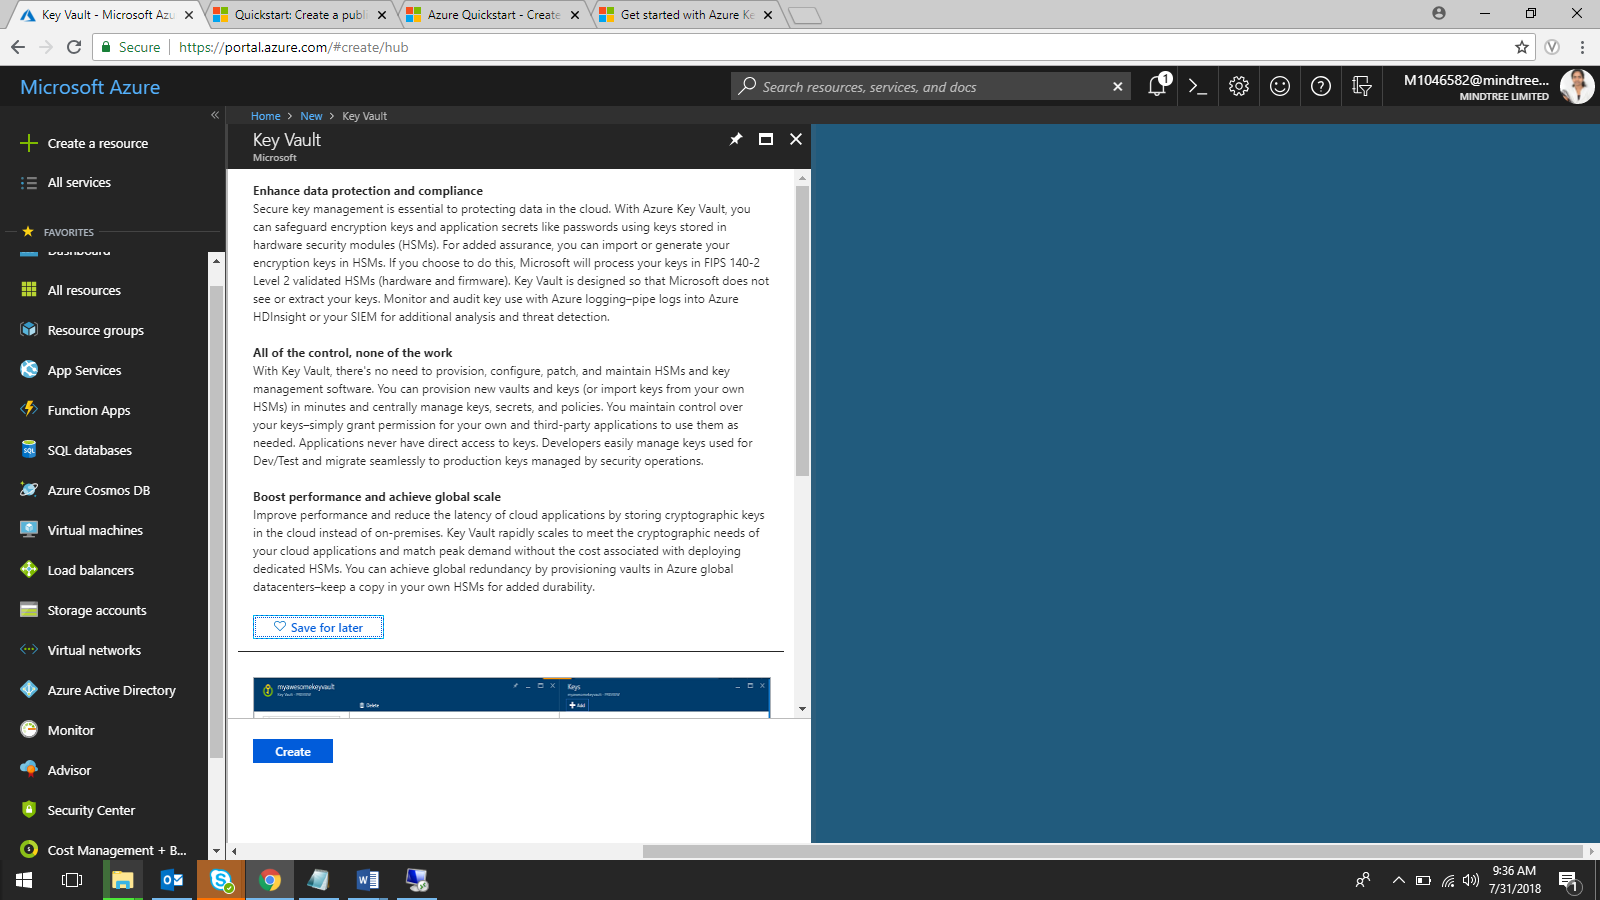 Key Vault - Microsoft Azu
Quickstart: Create a publi
Azure Quickstart - Create
Get started with Azure Ke
Secure
https://portal.azure.com/#create/hub
Microsoft Azure
Search resources, services, and docs
1
M1046582@mindtree...
MINDTREE LIMITED
Create a resource
All services
FAVORITES
Dashboard
All resources
Resource groups
App Services
Function Apps
SQL databases
Azure Cosmos DB
Virtual machines
Load balancers
Storage accounts
Virtual networks
Azure Active Directory
Monitor
Advisor
Security Center
Cost Management + B...
Home > New > Key Vault
Key Vault
Microsoft
Enhance data protection and compliance
Secure key management is essential to protecting data in the cloud. With Azure Key Vault, you
can safeguard encryption keys and application secrets like passwords using keys stored in
hardware security modules (HSMs). For added assurance, you can import or generate your
encryption keys in HSMs. If you choose to do this, Microsoft will process your keys in FIPS 140-2
Level 2 validated HSMs (hardware and firmware). Key Vault is designed so that Microsoft does not
see or extract your keys. Monitor and audit key use with Azure logging–pipe logs into Azure
HDInsight or your SIEM for additional analysis and threat detection.
All of the control, none of the work
With Key Vault, there's no need to provision, configure, patch, and maintain HSMs and key
management software. You can provision new vaults and keys (or import keys from your own
HSMs) in minutes and centrally manage keys, secrets, and policies. You maintain control over
your keys–simply grant permission for your own and third-party applications to use them as
needed. Applications never have direct access to keys. Developers easily manage keys used for
Dev/Test and migrate seamlessly to production keys managed by security operations.
Boost performance and achieve global scale
Improve performance and reduce the latency of cloud applications by storing cryptographic keys
in the cloud instead of on-premises. Key Vault rapidly scales to meet the cryptographic needs of
your cloud applications and match peak demand without the cost associated with deploying
dedicated HSMs. You can achieve global redundancy by provisioning vaults in Azure global
datacenters–keep a copy in your own HSMs for added durability.
Save for later
myawesomekeyvault
Key Vault - PREVIEW
Delete
Keys
myawesomekeyvault - PREVIEW
Add
Create
9:36 AM
7/31/2018
1